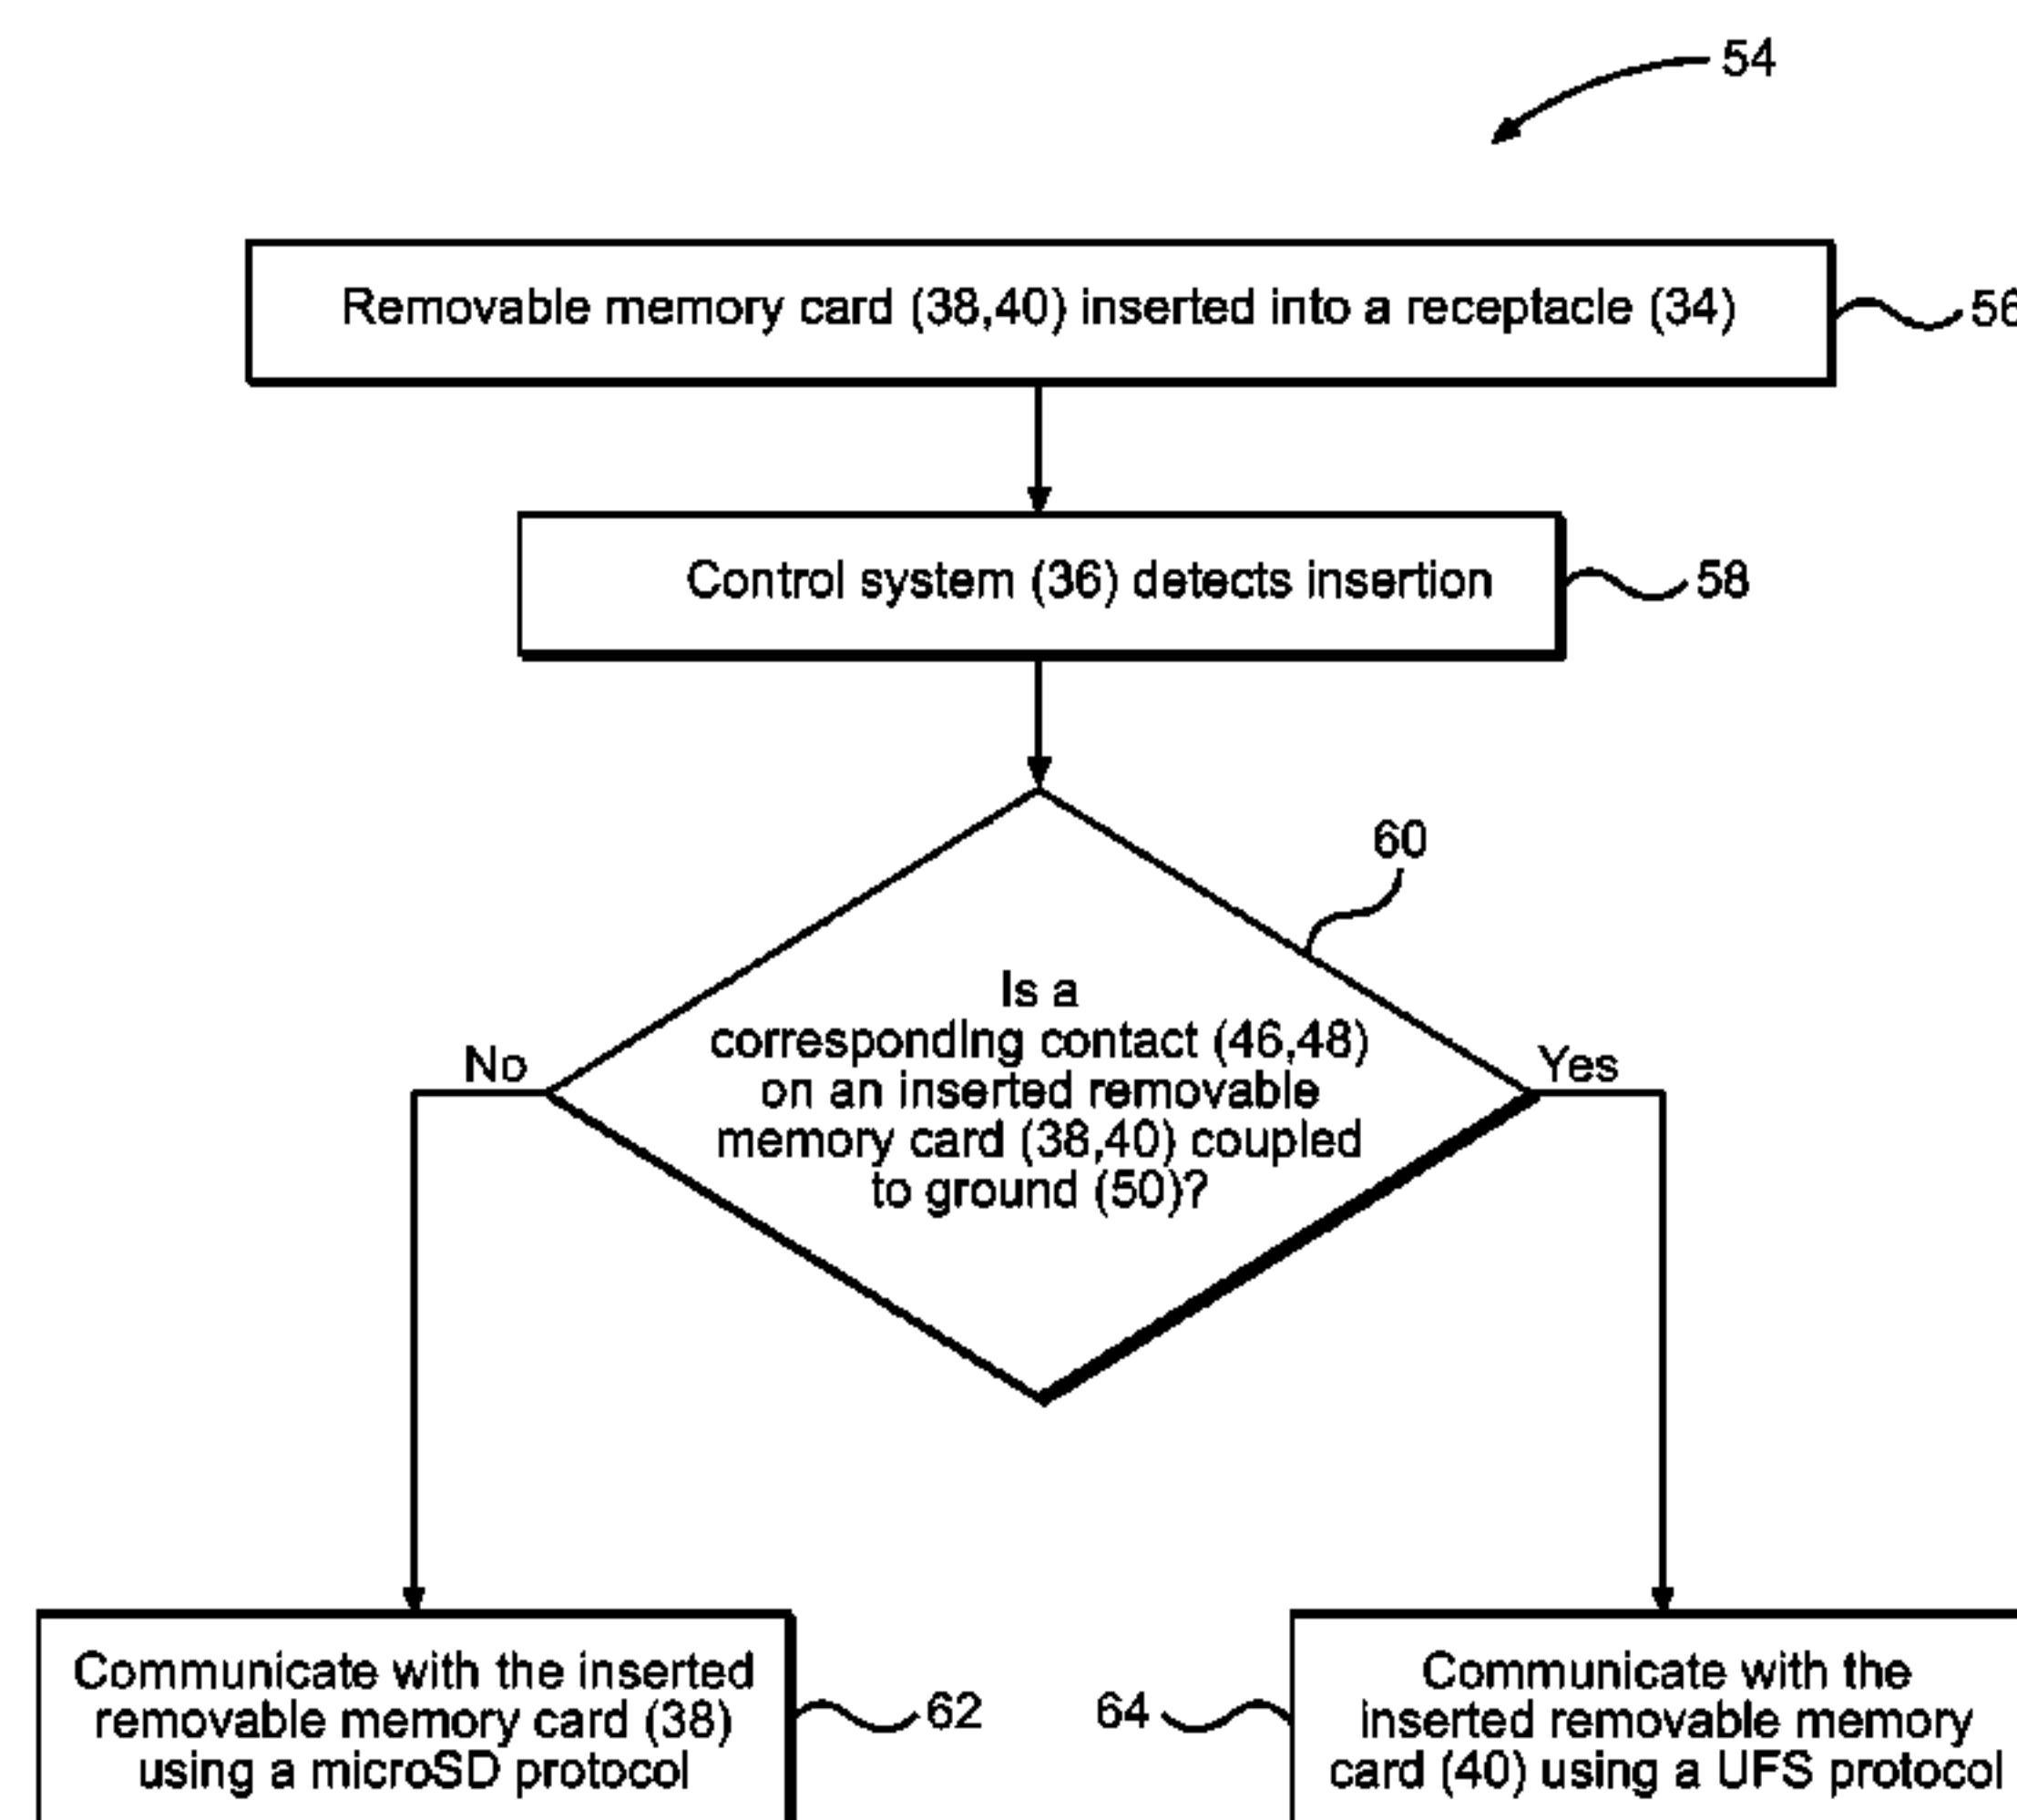 54
Removable memory card (38,40) inserted into a receptacle (34)
56
Control system (36) detects insertion
58
60
Is a
corresponding contact (46,48)
on an inserted removable
memory card (38,40) coupled
to ground (50)?
No
Yes
Communicate with the inserted
removable memory card (38)
using a microSD protocol
62
64
Communicate with the
inserted removable memory
card (40) using a UFS protocol